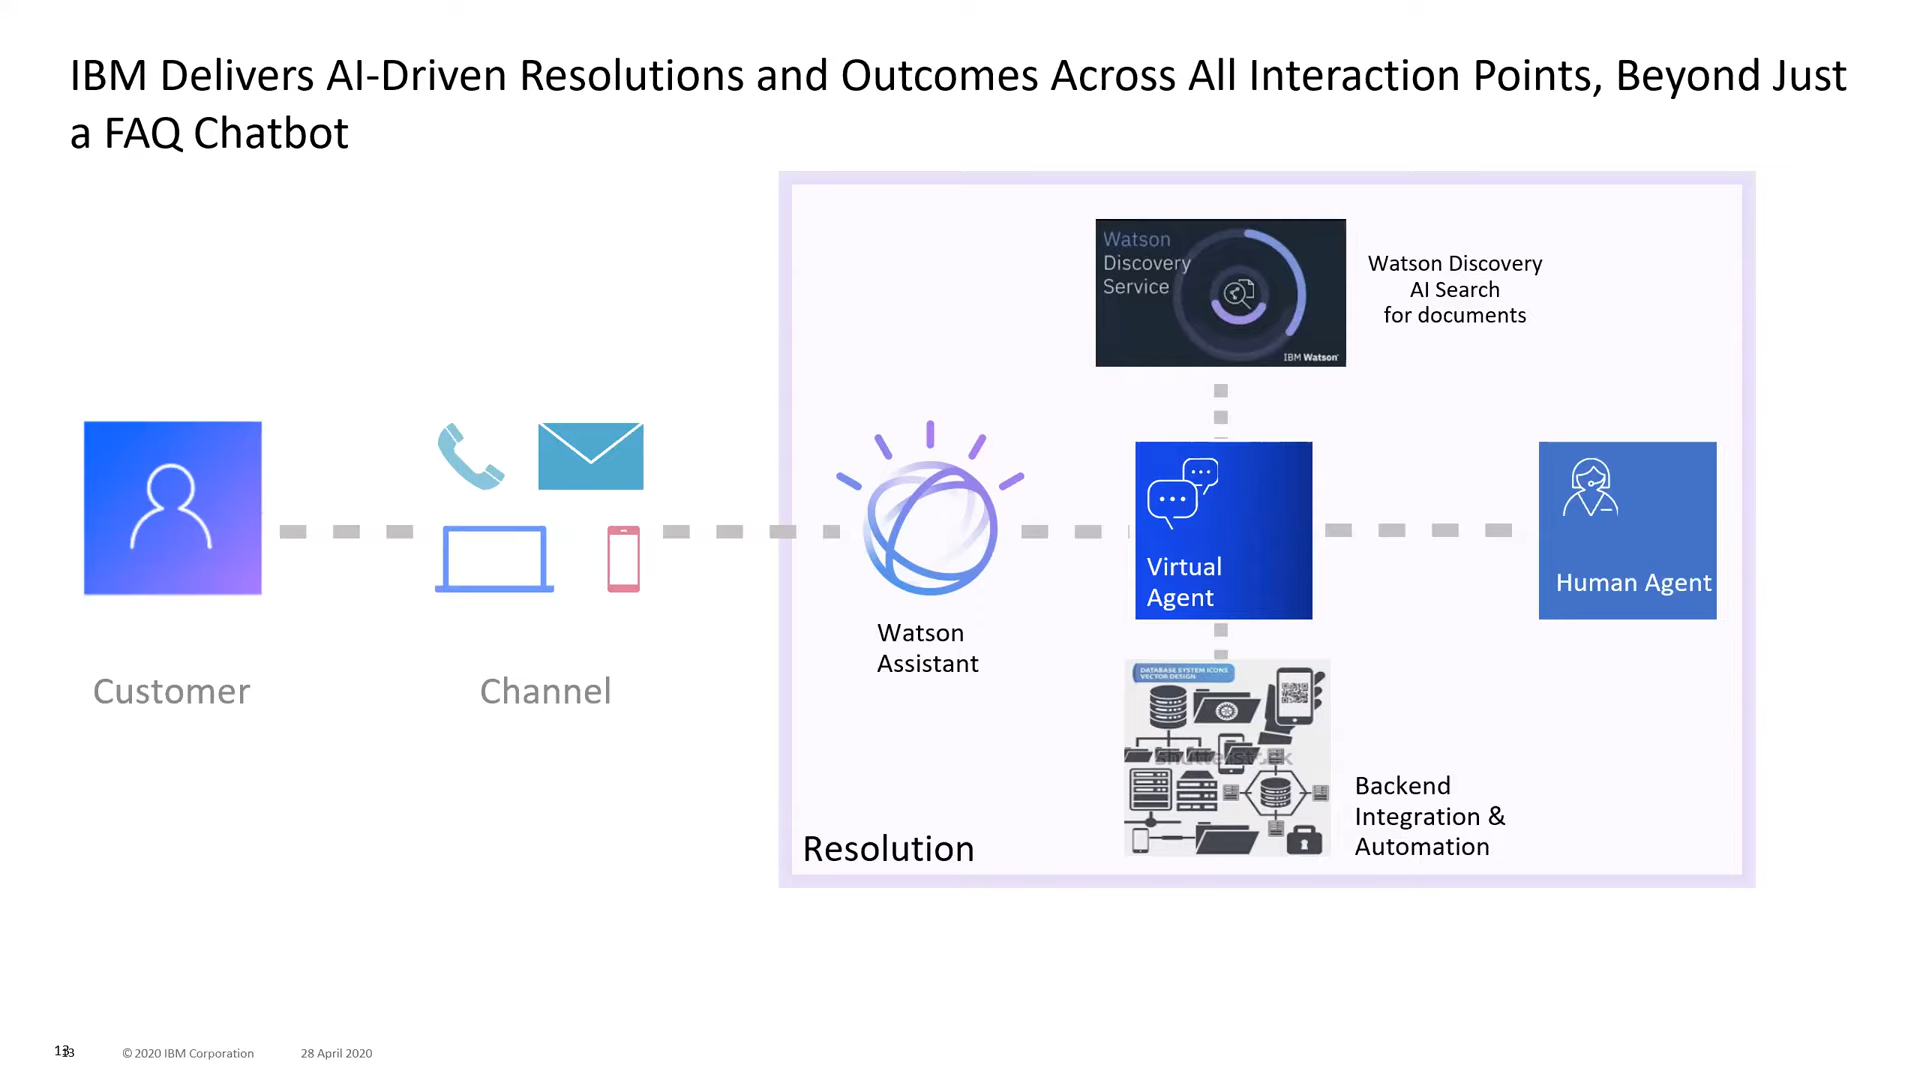 IBM Delivers AI-Driven Resolutions and Outcomes Across All Interaction Points, Beyond Just
a FAQ Chatbot
Watson
Discovery
Service
IBM Watson
Watson Discovery
AI Search
for documents
Virtual
Agent
Human Agent
Watson
Assistant
Customer
Channel
DATABASE SYSTEM ICONS
VECTOR DESIGN
shutterstock
Backend
Integration &
Automation
Resolution
13
© 2020 IBM Corporation
28 April 2020